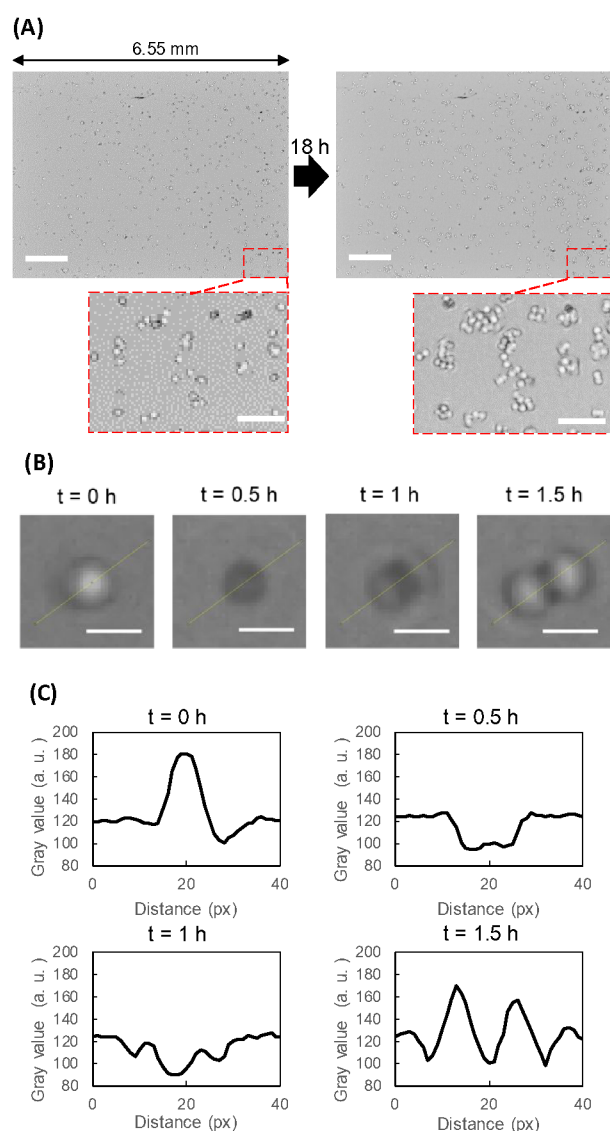 (A)
6.55 mm
18 h
(B)
t = 0 h
t = 0.5 h
t = 1 h
t = 1.5 h
(C)
t = 0 h
Gray value (a. u. )
200
180
160
140
120
100
80
0
20
40
Distance (px)
t = 0.5 h
Gray value (a. u. )
200
180
160
140
120
100
80
0
20
40
Distance (px)
t = 1 h
Gray value (a. u. )
200
180
160
140
120
100
80
0
20
40
Distance (px)
t = 1.5 h
Gray value (a. u. )
200
180
160
140
120
100
80
0
20
40
Distance (px)